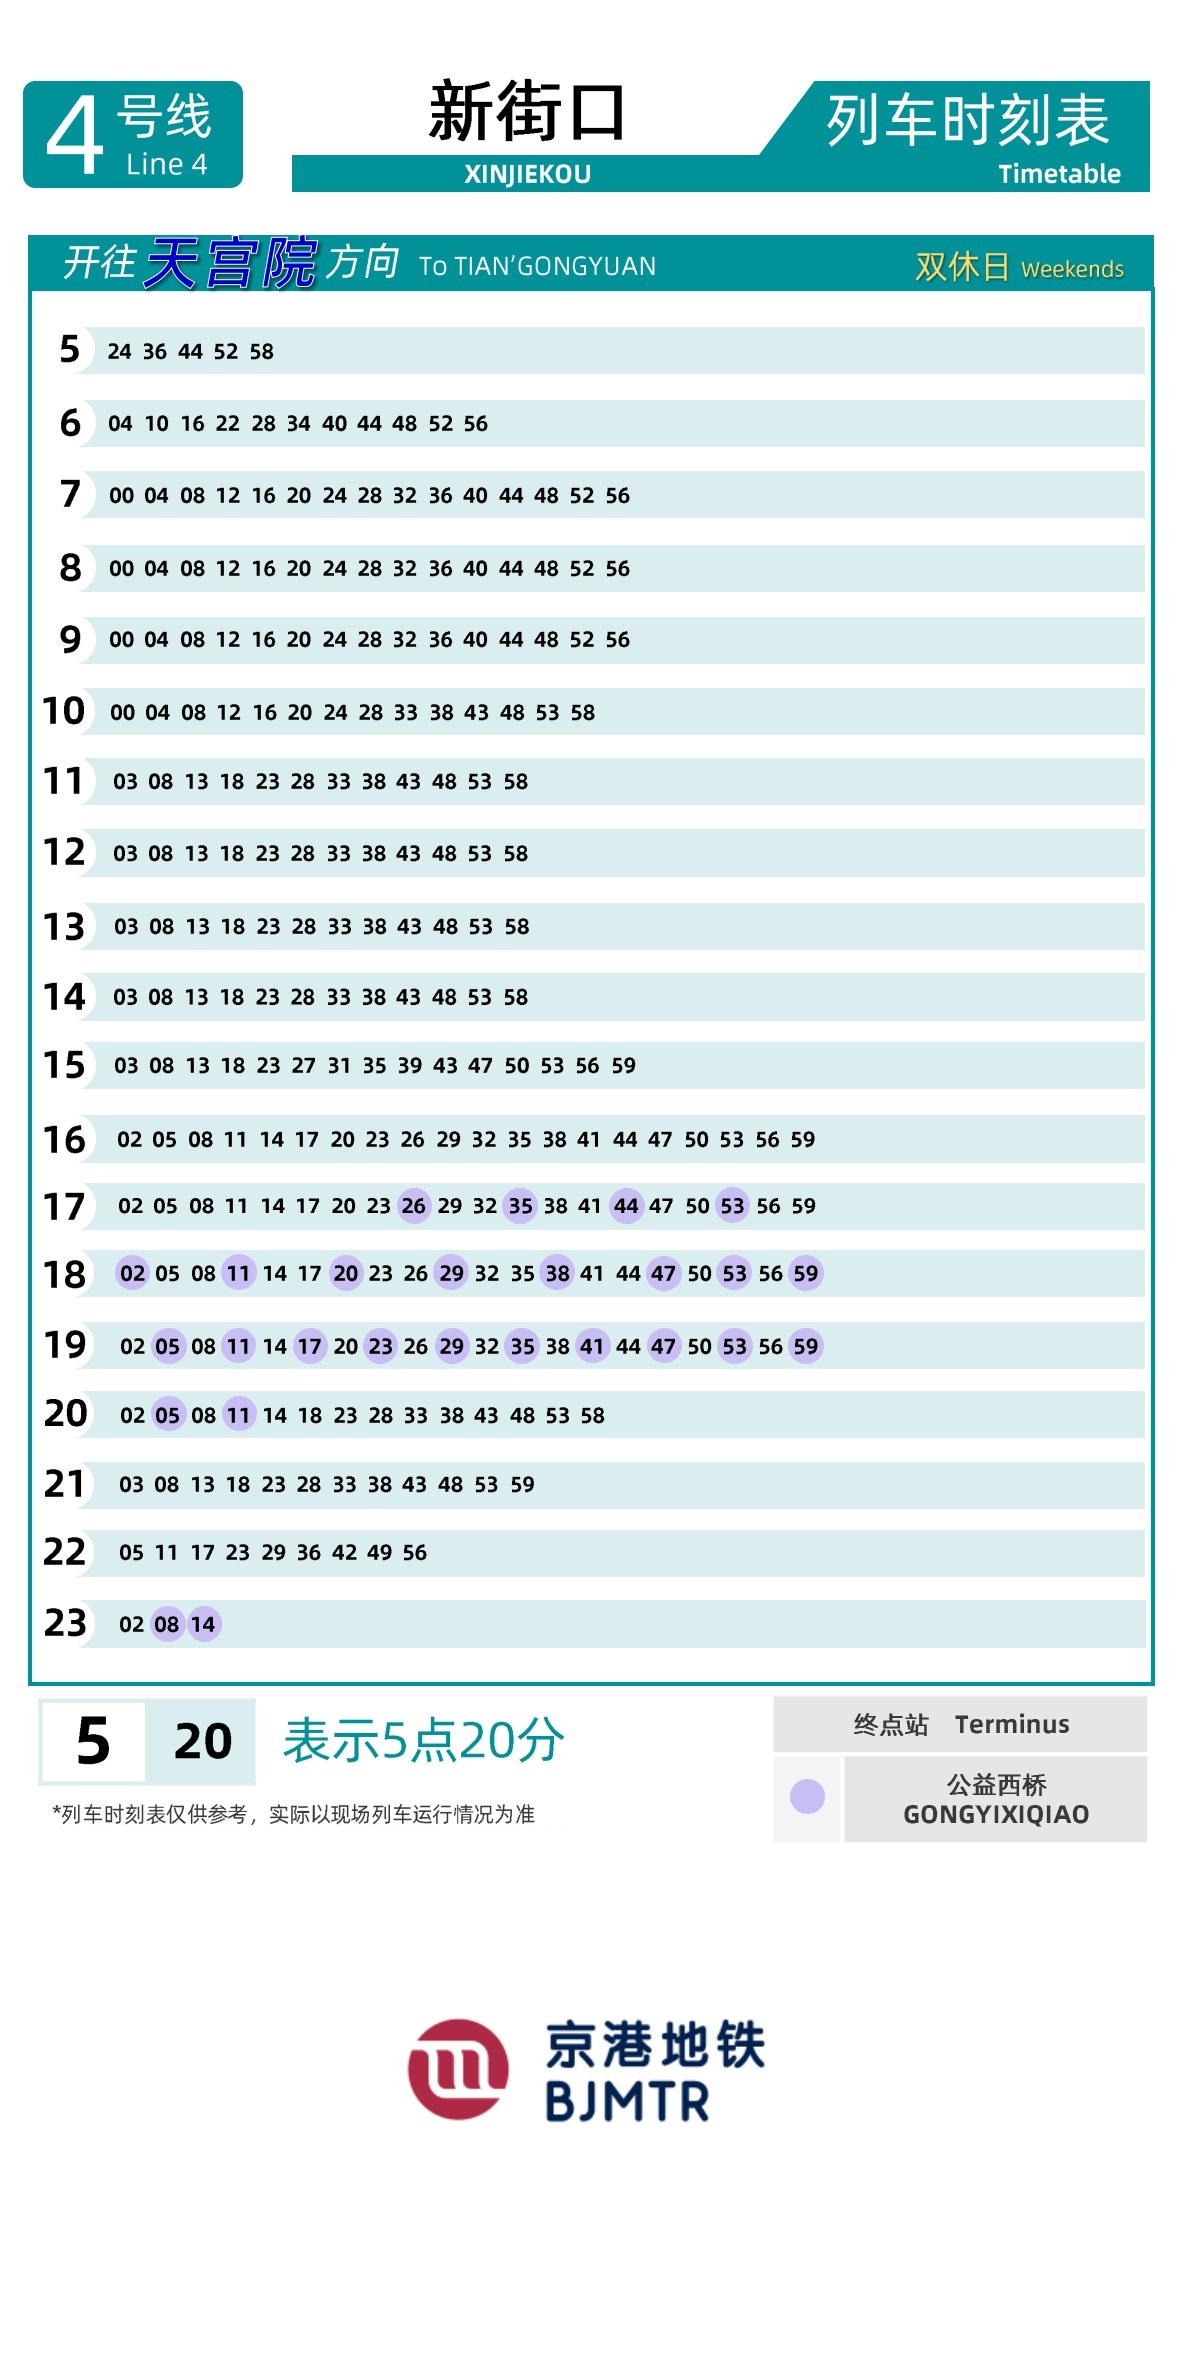 4 号线
Line 4
新街口
XINJIEKOU
列车时刻表
Timetable
开往天宫院方向 To TIAN'GONGYUAN 双休日 Weekends
5 24 36 44 52 58
6 04 10 16 22 28 34 40 44 48 52 56
7 00 04 08 12 16 20 24 28 32 36 40 44 48 52 56
8 00 04 08 12 16 20 24 28 32 36 40 44 48 52 56
9 00 04 08 12 16 20 24 28 32 36 40 44 48 52 56
10 00 04 08 12 16 20 24 28 33 38 43 48 53 58
11 03 08 13 18 23 28 33 38 43 48 53 58
12 03 08 13 18 23 28 33 38 43 48 53 58
13 03 08 13 18 23 28 33 38 43 48 53 58
14 03 08 13 18 23 28 33 38 43 48 53 58
15 03 08 13 18 23 27 31 35 39 43 47 50 53 56 59
16 02 05 08 11 14 17 20 23 26 29 32 35 38 41 44 47 50 53 56 59
17 02 05 08 11 14 17 20 23 26 29 32 35 38 41 44 47 50 53 56 59
18 02 05 08 11 14 17 20 23 26 29 32 35 38 41 44 47 50 53 56 59
19 02 05 08 11 14 17 20 23 26 29 32 35 38 41 44 47 50 53 56 59
20 02 05 08 11 14 18 23 28 33 38 43 48 53 58
21 03 08 13 18 23 28 33 38 43 48 53 59
22 05 11 17 23 29 36 42 49 56
23 02 08 14
5 20 表示5点20分
*列车时刻表仅供参考，实际以现场列车运行情况为准
终点站 Terminus
公益西桥
GONGYIXIQIAO
京港地铁
BJMTR